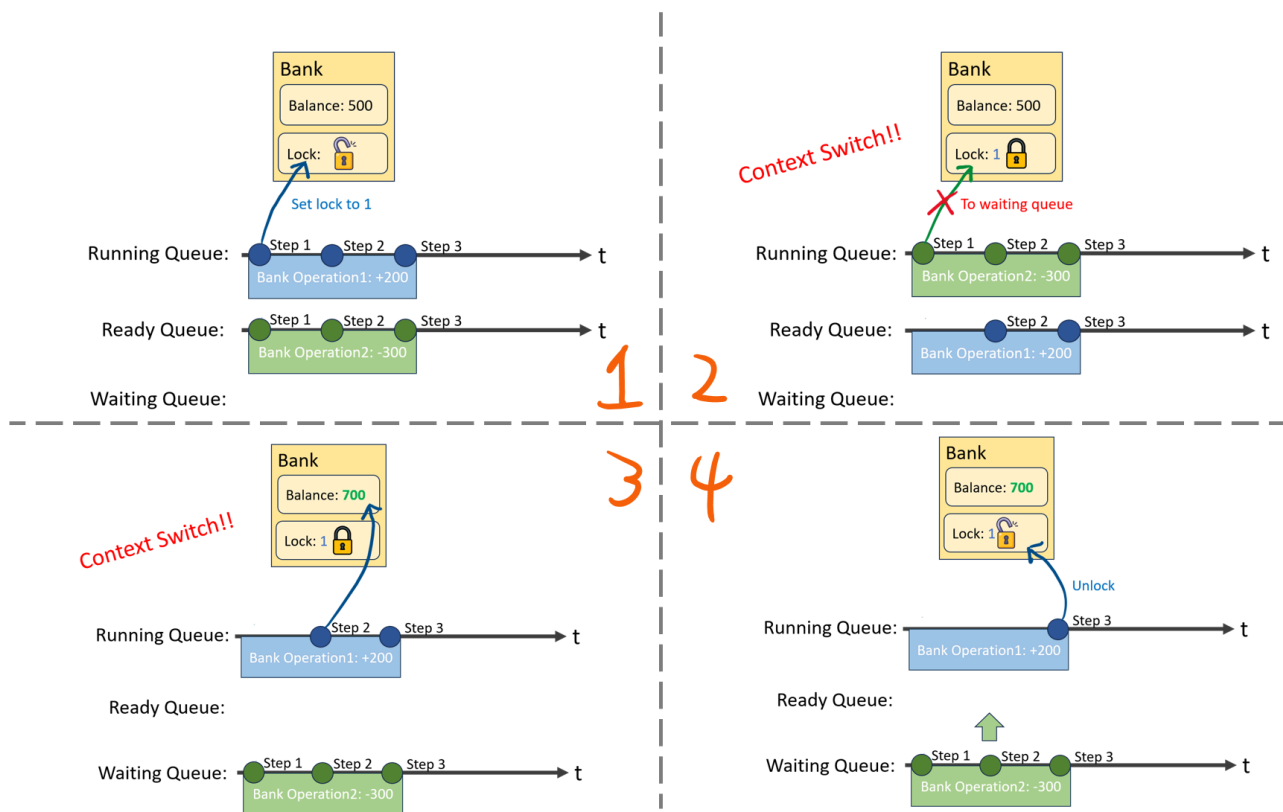 Bank
Balance: 500
Lock:
Set lock to 1
Running Queue:
Step 1
Step 2
Step 3
t
Bank Operation1: +200
Ready Queue:
Step 1
Step 2
Step 3
t
Bank Operation2: -300
Waiting Queue:
1
Bank
Balance: 500
Lock: 1
Context Switch!!
To waiting queue
Running Queue:
Step 1
Step 2
Step 3
t
Bank Operation2: -300
Ready Queue:
Step 2
Step 3
t
Bank Operation1: +200
Waiting Queue:
2
Bank
Balance: 700
Lock: 1
Context Switch!!
Running Queue:
Step 2
Step 3
t
Bank Operation1: +200
Ready Queue:
Waiting Queue:
Step 1
Step 2
Step 3
t
Bank Operation2: -300
3
4
Bank
Balance: 700
Lock: 1
Unlock
Running Queue:
Step 3
t
Bank Operation1: +200
Ready Queue:
Waiting Queue:
Step 1
Step 2
Step 3
t
Bank Operation2: -300